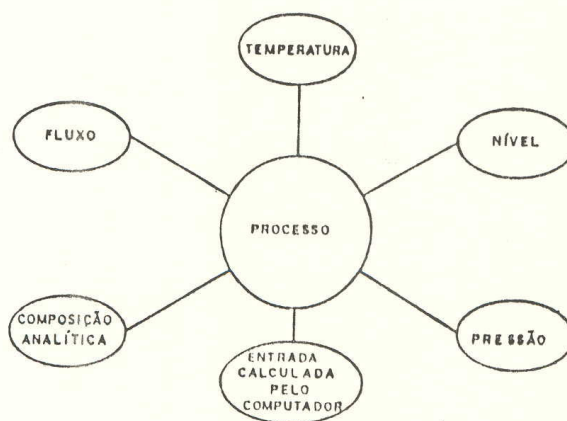 TEMPERATURA
FLUXO
NÍVEL
PROCESSO
COMPOSIÇÃO
ANALÍTICA
PRESSÃO
ENTRADA
CALCULADA
PELO
COMPUTADOR